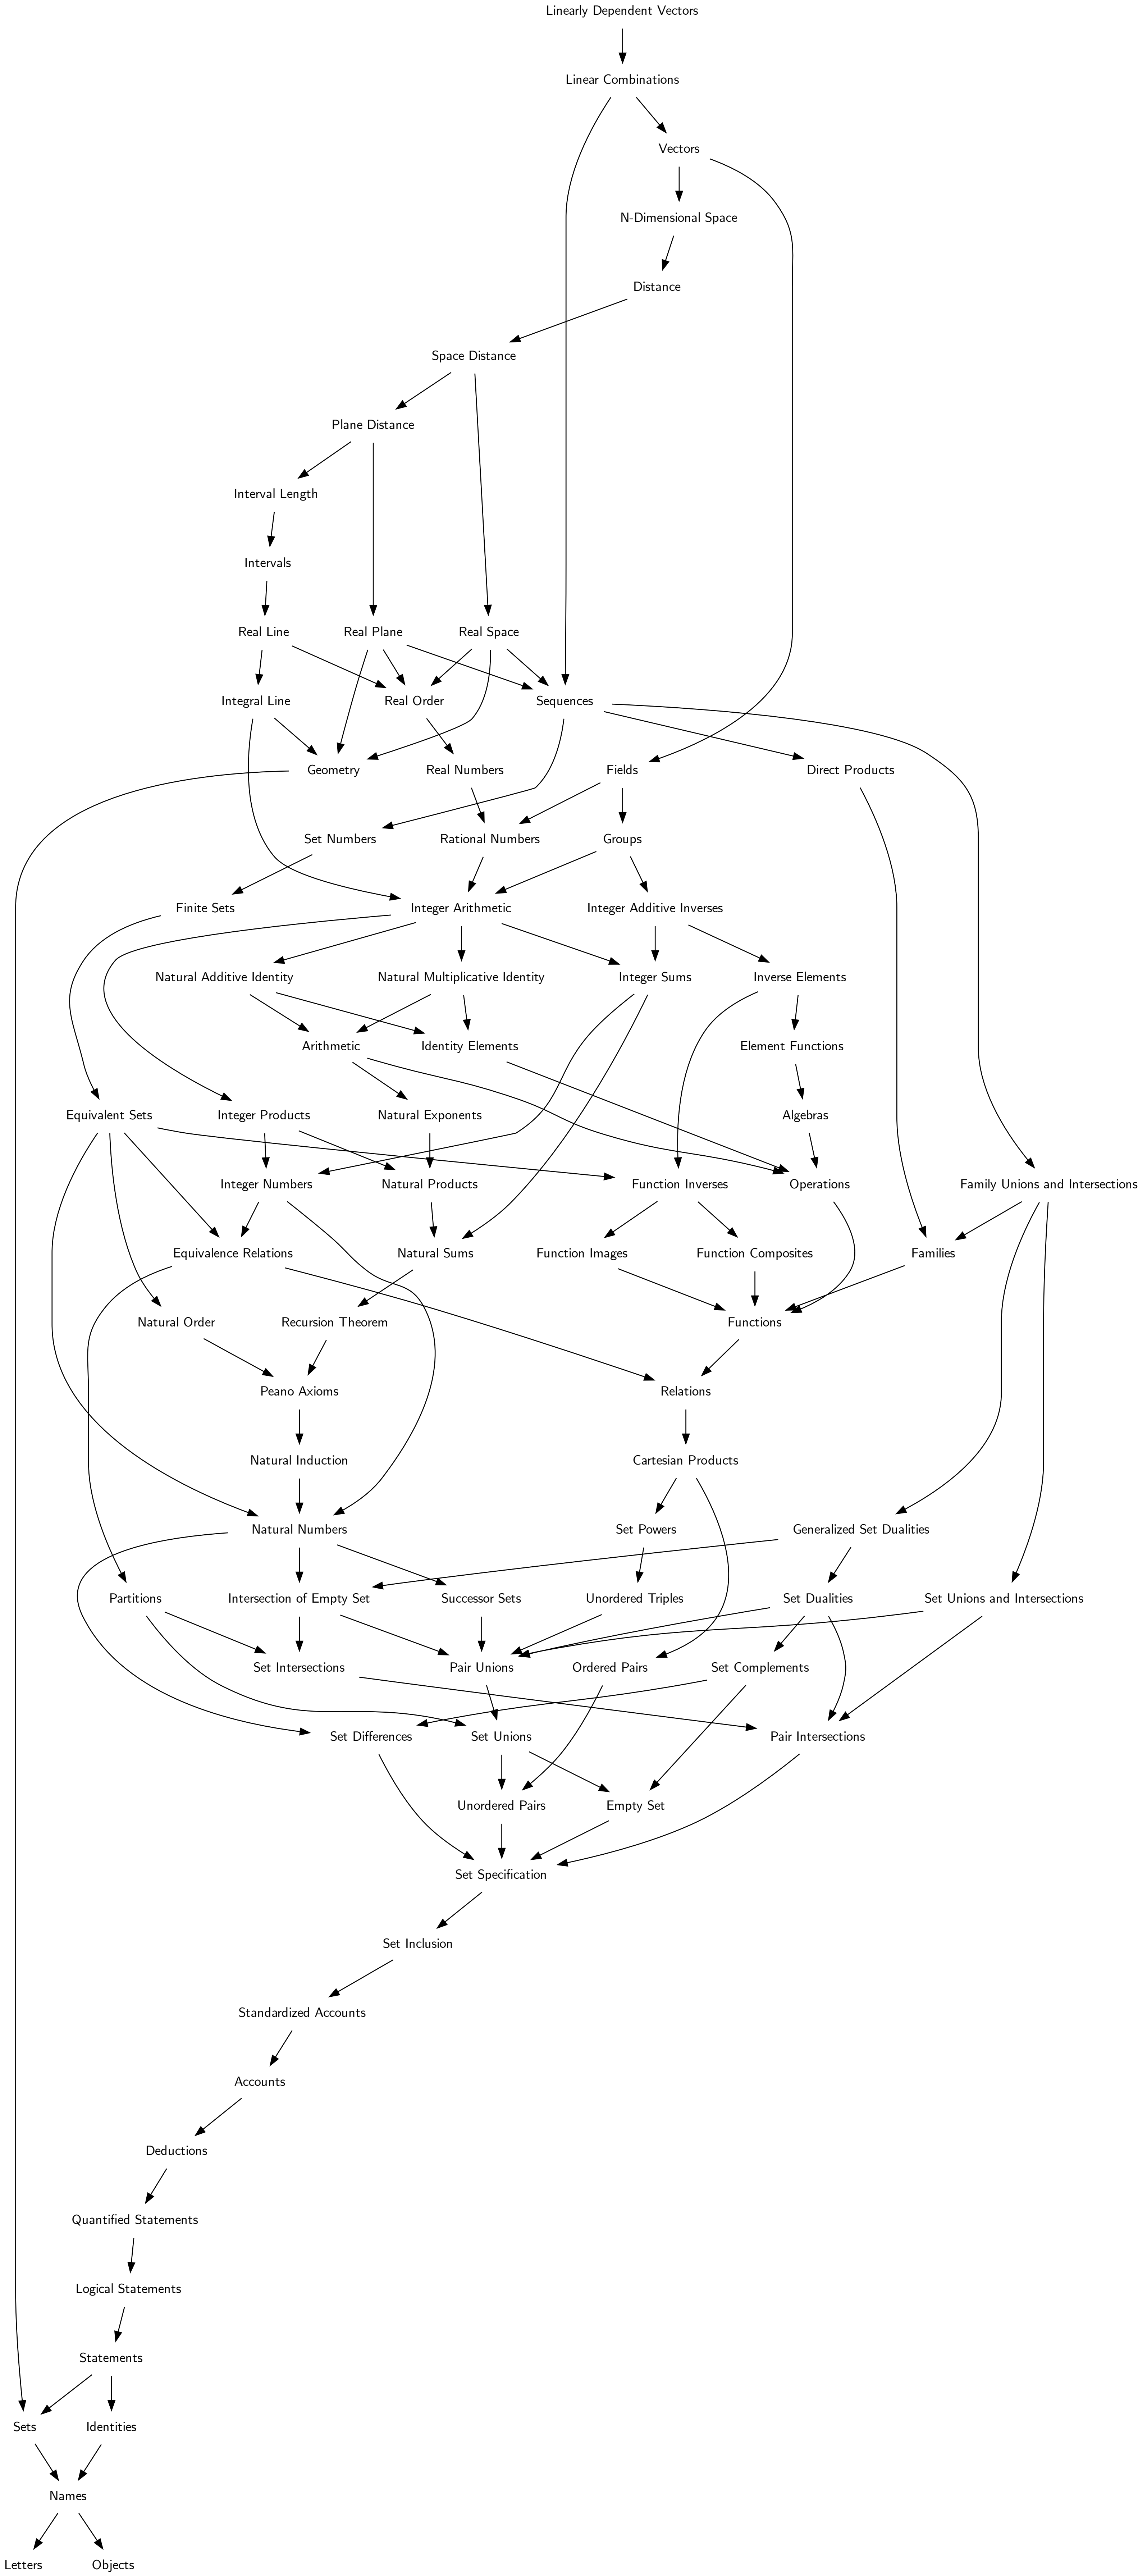 Linearly Dependent Vectors
Linear Combinations
Vectors
N-Dimensional Space
Distance
Space Distance
Plane Distance
Interval Length
Intervals
Real Line
Real Plane
Real Space
Integral Line
Real Order
Sequences
Geometry
Real Numbers
Fields
Direct Products
Set Numbers
Rational Numbers
Groups
Finite Sets
Integer Arithmetic
Integer Additive Inverses
Natural Additive Identity
Natural Multiplicative Identity
Integer Sums
Inverse Elements
Arithmetic
Identity Elements
Element Functions
Equivalent Sets
Integer Products
Natural Exponents
Algebras
Integer Numbers
Natural Products
Function Inverses
Operations
Family Unions and Intersections
Equivalence Relations
Natural Sums
Function Images
Function Composites
Families
Natural Order
Recursion Theorem
Functions
Peano Axioms
Relations
Natural Induction
Cartesian Products
Natural Numbers
Set Powers
Generalized Set Dualities
Partitions
Intersection of Empty Set
Successor Sets
Unordered Triples
Set Dualities
Set Unions and Intersections
Set Intersections
Pair Unions
Ordered Pairs
Set Complements
Set Differences
Set Unions
Pair Intersections
Unordered Pairs
Empty Set
Set Specification
Set Inclusion
Standardized Accounts
Accounts
Deductions
Quantified Statements
Logical Statements
Statements
Sets
Identities
Names
Letters
Objects